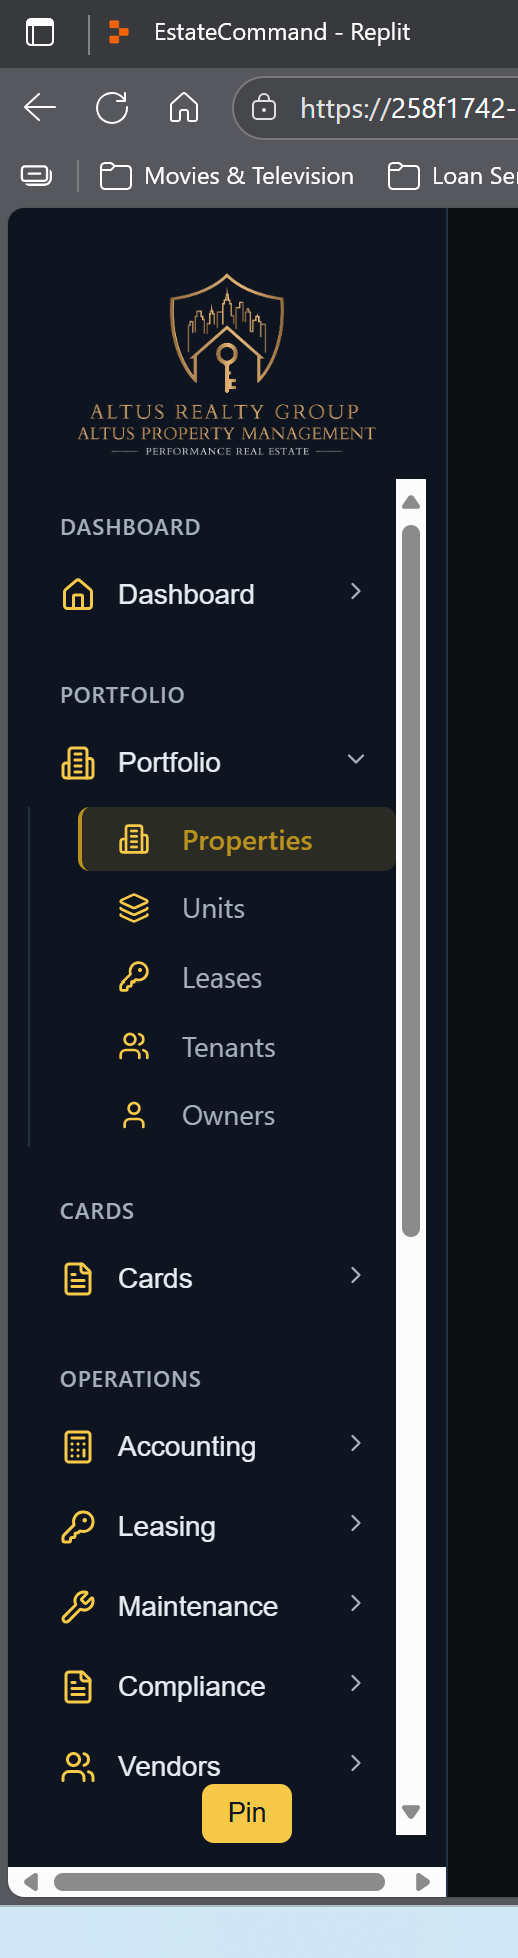 EstateCommand - Replit
https://258f1742-
Movies & Television
Loan Se
ALTUS REALTY GROUP
ALTUS PROPERTY MANAGEMENT
PERFORMANCE REAL ESTATE
DASHBOARD
Dashboard
PORTFOLIO
Portfolio
Properties
Units
Leases
Tenants
Owners
CARDS
Cards
OPERATIONS
Accounting
Leasing
Maintenance
Compliance
Vendors
Pin